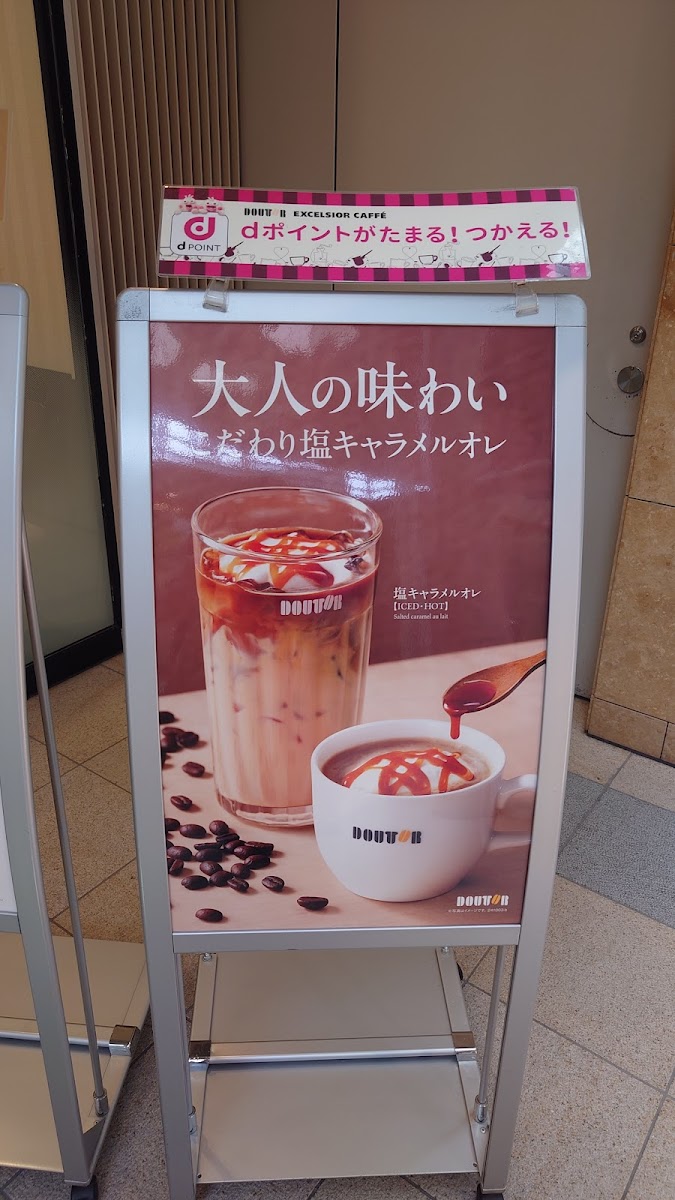 DOUTOR EXCELSIOR CAFFÉ
d POINT
dポイントがたまる！つかえる！
大人の味わい
こだわり塩キャラメルオレ
DOUTOR
塩キャラメルオレ
【ICED・HOT】
Salted caramel au lait
DOUTOR
DOUTOR